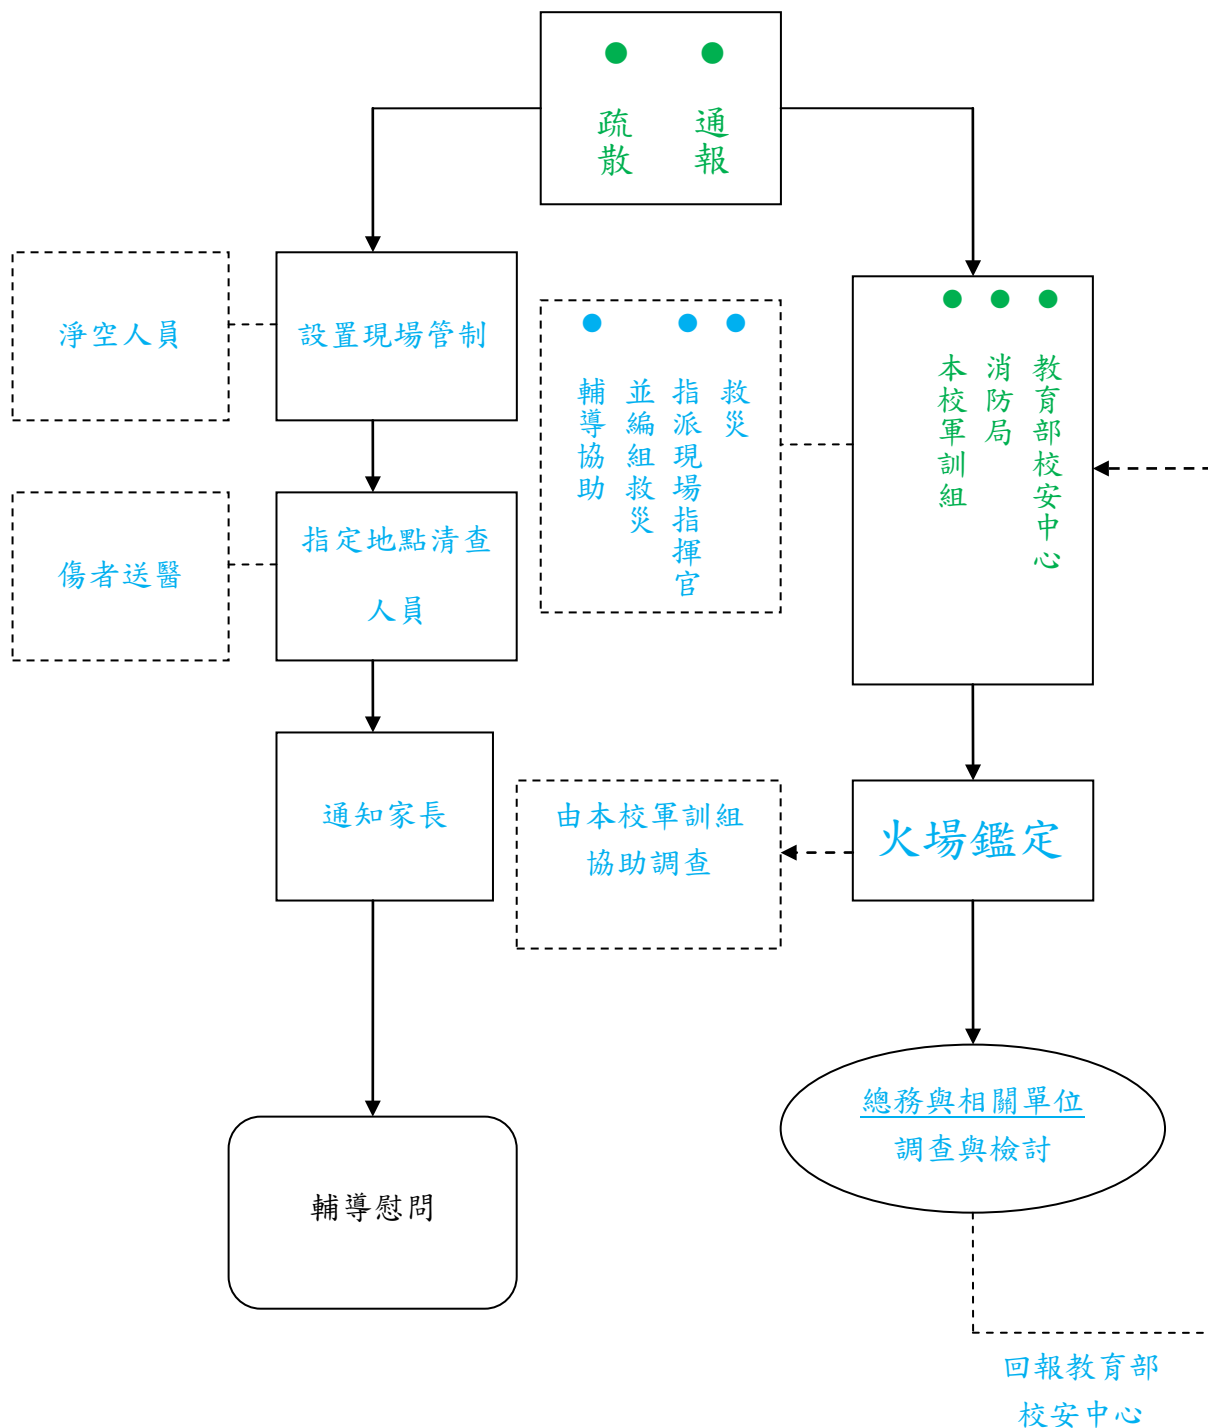 ● 通報
● 疏散
淨空人員
設置現場管制
● 救災
● 指派現場指揮官
並編組救災
● 輔導協助
● 教育部校安中心
● 消防局
● 本校軍訓組
傷者送醫
指定地點清查
人員
通知家長
由本校軍訓組
協助調查
火場鑑定
總務與相關單位
調查與檢討
輔導慰問
回報教育部
校安中心